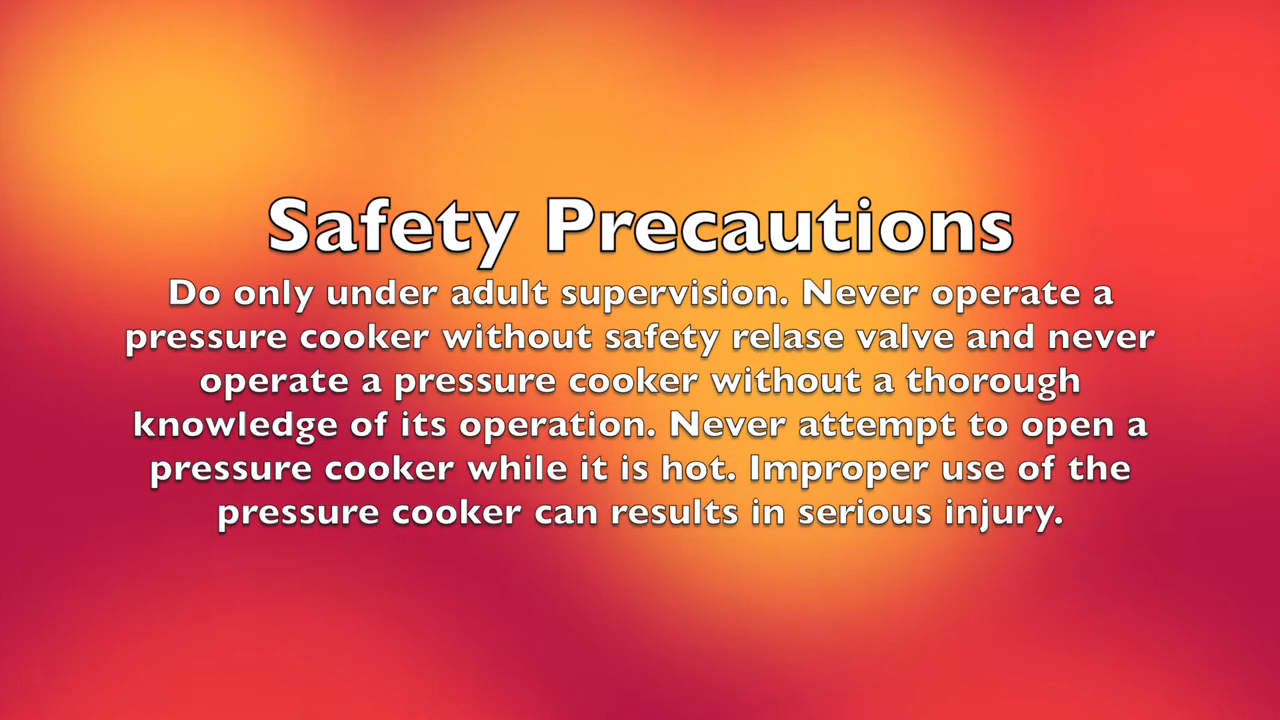 Safety Precautions
Do only under adult supervision. Never operate a
pressure cooker without safety relase valve and never
operate a pressure cooker without a thorough
knowledge of its operation. Never attempt to open a
pressure cooker while it is hot. Improper use of the
pressure cooker can results in serious injury.